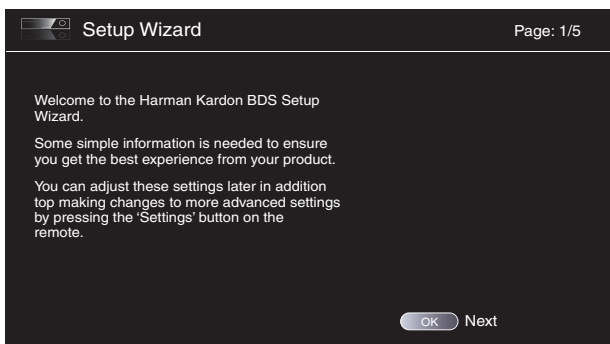 Setup Wizard
Page: 1/5
Welcome to the Harman Kardon BDS Setup
Wizard.
Some simple information is needed to ensure
you get the best experience from your product.
You can adjust these settings later in addition
top making changes to more advanced settings
by pressing the ‘Settings’ button on the
remote.
OK Next